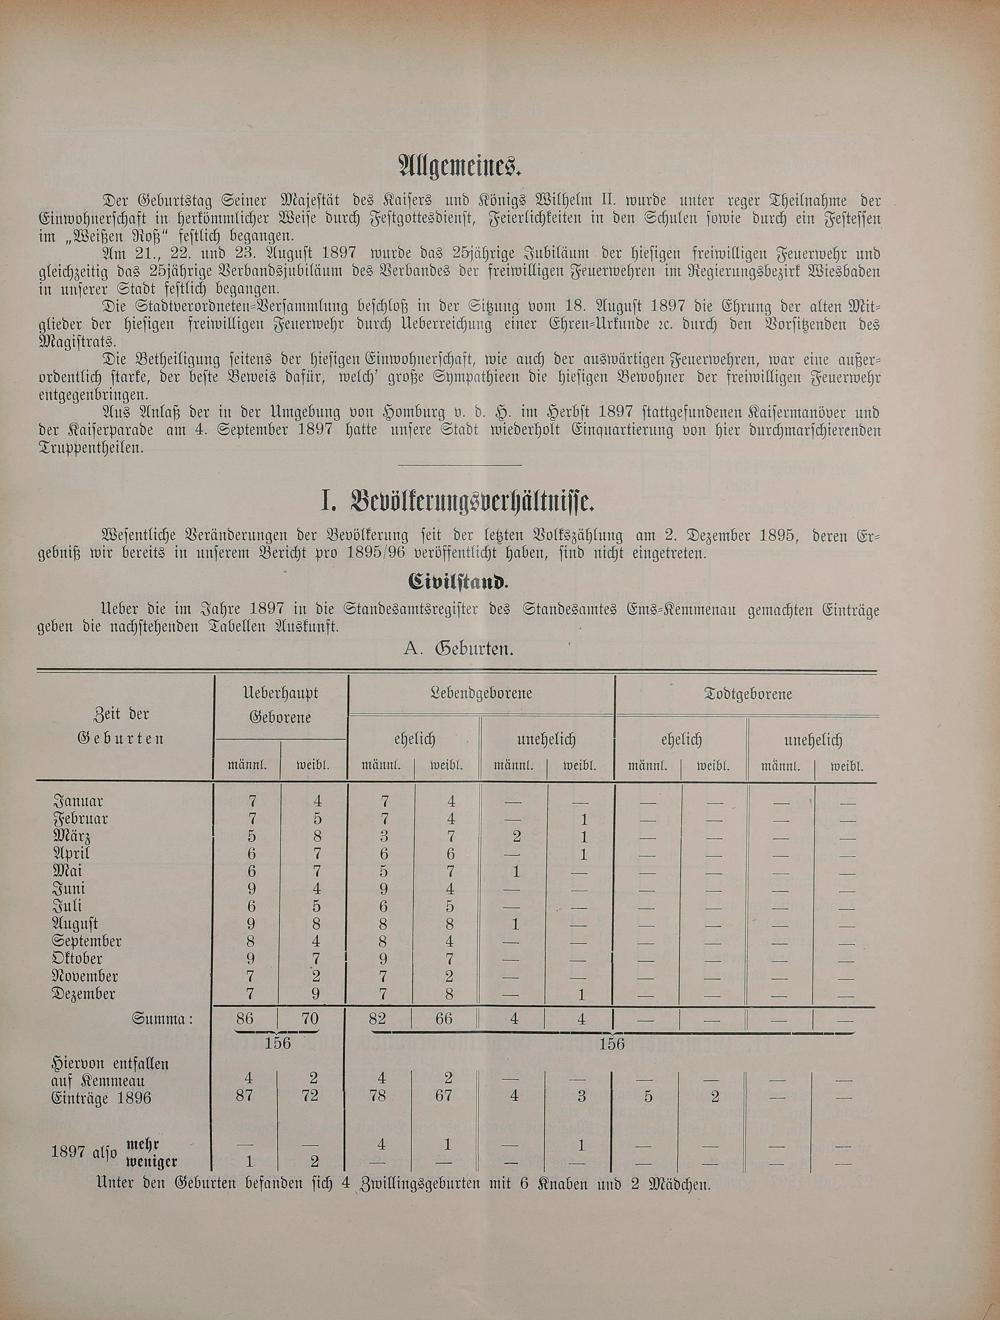 Allgemeines.
Der Geburtstag Seiner Majestät des Kaisers und Königs Wilhelm II. wurde unter reger Theilnahme der
Einwohnerschaft in herkömmlicher Weise durch Festgottesdienst, Feierlichkeiten in den Schulen sowie durch ein Festessen
im „Weißen Roß“ festlich begangen.
Am 21., 22. und 23. August 1897 wurde das 25jährige Jubiläum der hiesigen freiwilligen Feuerwehr und
gleichzeitig das 25jährige Verbandsjubiläum des Verbandes der freiwilligen Feuerwehren im Regierungsbezirk Wiesbaden
in unserer Stadt festlich begangen.
Die Stadtverordneten-Versammlung beschloß in der Sitzung vom 18. August 1897 die Ehrung der alten Mit-
glieder der hiesigen freiwilligen Feuerwehr durch Ueberreichung einer Ehren-Urkunde ꝛc. durch den Vorsitzenden des
Magistrats.
Die Betheiligung seitens der hiesigen Einwohnerschaft, wie auch der auswärtigen Feuerwehren, war eine außer-
ordentlich starke, der beste Beweis dafür, welch' große Sympathieen die hiesigen Bewohner der freiwilligen Feuerwehr
entgegenbringen.
Aus Anlaß der in der Umgebung von Homburg v. d. H. im Herbst 1897 stattgefundenen Kaisermanöver und
der Kaiserparade am 4. September 1897 hatte unsere Stadt wiederholt Einquartierung von hier durchmarschierenden
Truppentheilen.
I. Bevölkerungsverhältnisse.
Wesentliche Veränderungen der Bevölkerung seit der letzten Volkszählung am 2. Dezember 1895, deren Er-
gebniß wir bereits in unserem Bericht pro 1895/96 veröffentlicht haben, sind nicht eingetreten.
Civilstand.
Ueber die im Jahre 1897 in die Standesamtsregister des Standesamtes Ems-Kemmenau gemachten Einträge
geben die nachstehenden Tabellen Auskunft.
A. Geburten.
Zeit der Geburten | Ueberhaupt Geborene | Lebendgeborene | Todtgeborene
ehelich | unehelich | ehelich | unehelich
männl. | weibl. | männl. | weibl. | männl. | weibl. | männl. | weibl. | männl. | weibl.
Januar 7 4 7 4 — — — — — —
Februar 7 5 7 4 — 1 — — — —
März 5 8 3 7 2 1 — — — —
April 6 7 6 6 — 1 — — — —
Mai 6 7 5 7 1 — — — — —
Juni 9 4 9 4 — — — — — —
Juli 6 5 6 5 — — — — — —
August 9 8 8 8 1 — — — — —
September 8 4 8 4 — — — — — —
Oktober 9 7 9 7 — — — — — —
November 7 2 7 2 — — — — — —
Dezember 7 9 7 8 — 1 — — — —
Summa: 86 70 82 66 4 4 — — — —
156 156
Hiervon entfallen
auf Kemmeau 4 2 4 2 — — — — — —
Einträge 1896 87 72 78 67 4 3 5 2 — —
1897 also mehr — — 4 1 — 1 — — — —
weniger 1 2 — — — — — — — —
Unter den Geburten befanden sich 4 Zwillingsgeburten mit 6 Knaben und 2 Mädchen.